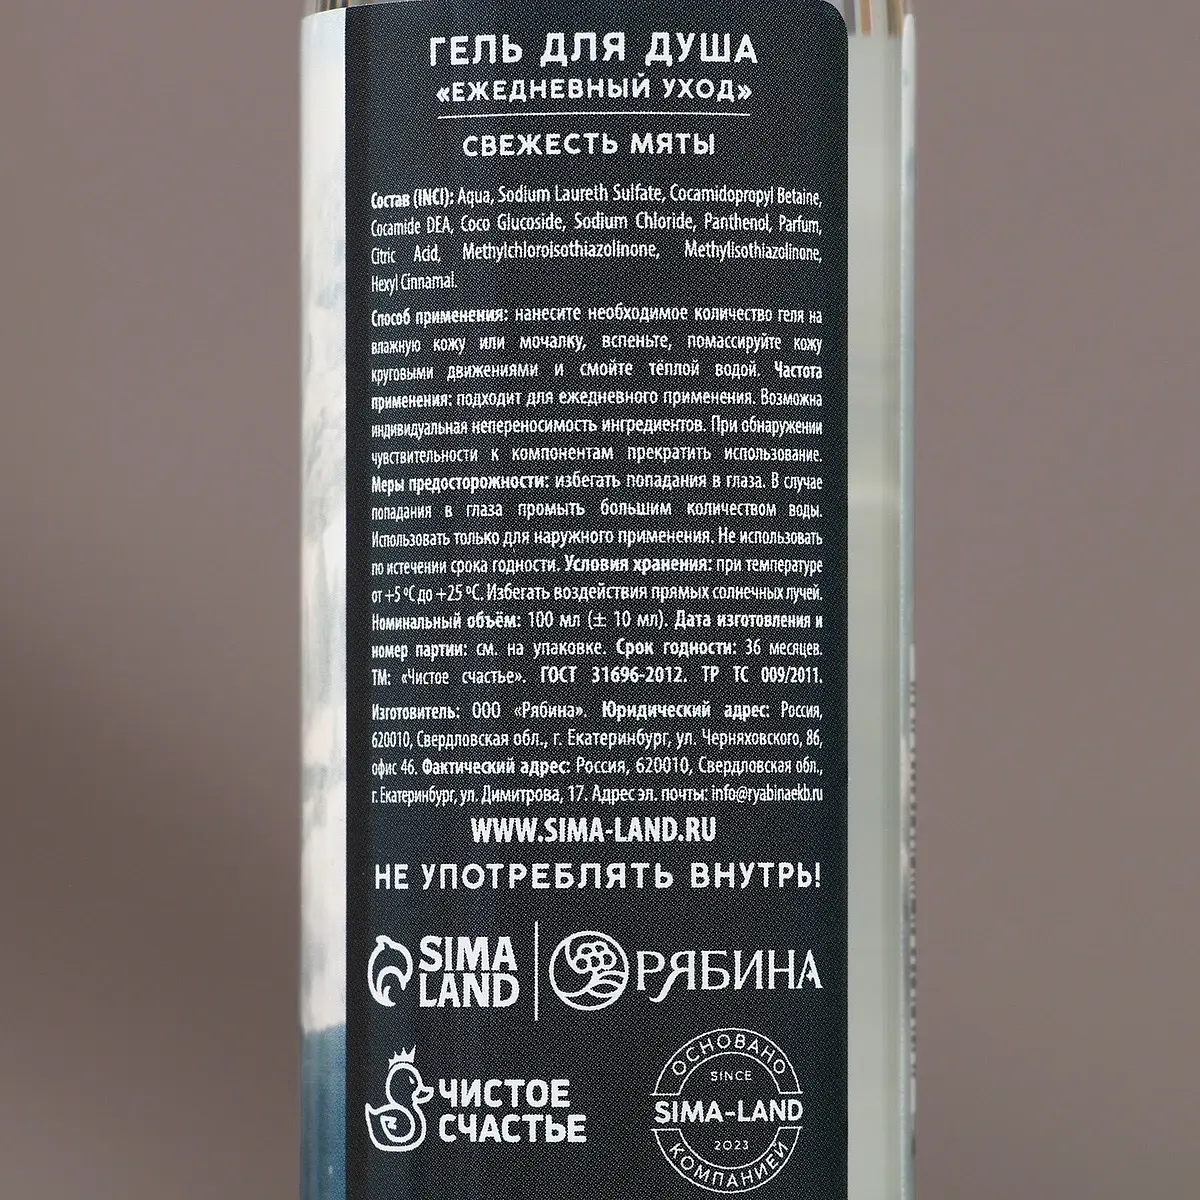 ГЕЛЬ ДЛЯ ДУША
«ЕЖЕДНЕВНЫЙ УХОД»
СВЕЖЕСТЬ МЯТЫ
Состав (INCI): Aqua, Sodium Laureth Sulfate, Cocamidopropyl Betaine,
Cocamide DEA, Coco Glucoside, Sodium Chloride, Panthenol, Parfum,
Citric Acid, Methylchloroisothiazolinone, Methylisothiazolinone,
Hexyl Cinnamal.
Способ применения: нанесите необходимое количество геля на
влажную кожу или мочалку, вспеньте, помассируйте кожу
круговыми движениями и смойте тёплой водой. Частота
применения: подходит для ежедневного применения. Возможна
индивидуальная непереносимость ингредиентов. При обнаружении
чувствительности к компонентам прекратить использование.
Меры предосторожности: избегать попадания в глаза. В случае
попадания в глаза промыть большим количеством воды.
Использовать только для наружного применения. Не использовать
по истечении срока годности. Условия хранения: при температуре
от +5 °C до +25 °C. Избегать воздействия прямых солнечных лучей.
Номинальный объём: 100 мл (± 10 мл). Дата изготовления и
номер партии: см. на упаковке. Срок годности: 36 месяцев.
ТМ: «Чистое счастье». ГОСТ 31696-2012. ТР ТС 009/2011.
Изготовитель: ООО «Рябина». Юридический адрес: Россия,
620010, Свердловская обл., г. Екатеринбург, ул. Черняховского, 86,
офис 46. Фактический адрес: Россия, 620010, Свердловская обл.,
г. Екатеринбург, ул. Димитрова, 17. Адрес эл. почты: info@ryabinaekb.ru
WWW.SIMA-LAND.RU
НЕ УПОТРЕБЛЯТЬ ВНУТРЬ!
SIMA
LAND
РЯБИНА
ЧИСТОЕ
СЧАСТЬЕ
ОСНОВАНО
SINCE
SIMA-LAND
2023
КОМПАНИЕЙ